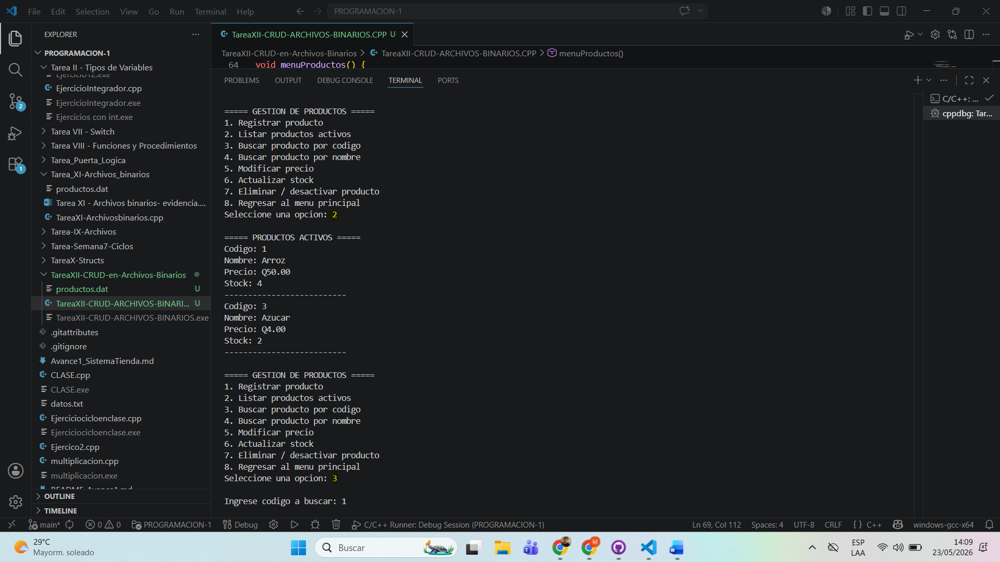 File Edit Selection View Go Run Terminal Help
PROGRAMACION-1
EXPLORER
PROGRAMACION-1
Tarea II - Tipos de Variables
Ejercicio12.exe
EjercicioIntegrador.cpp
EjercicioIntegrador.exe
Ejercicios con int.exe
Tarea VII - Switch
Tarea VIII - Funciones y Procedimientos
Tarea_Puerta_Logica
Tarea_XI-Archivos_binarios
productos.dat
Tarea XI - Archivos binarios- evidencia....
TareaXI-Archivosbinarios.cpp
Tarea-IX-Archivos
Tarea-Semana7-Ciclos
TareaX-Structs
TareaXII-CRUD-en-Archivos-Binarios
productos.dat U
TareaXII-CRUD-ARCHIVOS-BINARI... U
TareaXII-CRUD-ARCHIVOS-BINARIOS.exe
.gitattributes
.gitignore
Avance1_SistemaTienda.md
CLASE.cpp
CLASE.exe
datos.txt
Ejerciciocicloenclase.cpp
Ejerciciocicloenclase.exe
Ejercico2.cpp
multiplicacion.cpp
multiplicacion.exe
README_Avance1.md
OUTLINE
TIMELINE
2
1
TareaXII-CRUD-ARCHIVOS-BINARIOS.CPP U
TareaXII-CRUD-en-Archivos-Binarios > TareaXII-CRUD-ARCHIVOS-BINARIOS.CPP > menuProductos()
64 void menuProductos() {
PROBLEMS OUTPUT DEBUG CONSOLE TERMINAL PORTS
C/C++: ...
cppdbg: Tar...
===== GESTION DE PRODUCTOS =====
1. Registrar producto
2. Listar productos activos
3. Buscar producto por codigo
4. Buscar producto por nombre
5. Modificar precio
6. Actualizar stock
7. Eliminar / desactivar producto
8. Regresar al menu principal
Seleccione una opcion: 2
===== PRODUCTOS ACTIVOS =====
Codigo: 1
Nombre: Arroz
Precio: Q50.00
Stock: 4
--------------------------
Codigo: 3
Nombre: Azucar
Precio: Q4.00
Stock: 2
--------------------------
===== GESTION DE PRODUCTOS =====
1. Registrar producto
2. Listar productos activos
3. Buscar producto por codigo
4. Buscar producto por nombre
5. Modificar precio
6. Actualizar stock
7. Eliminar / desactivar producto
8. Regresar al menu principal
Seleccione una opcion: 3
Ingrese codigo a buscar: 1
main* 0 0 PROGRAMACION-1 Debug C/C++ Runner: Debug Session (PROGRAMACION-1) Ln 69, Col 112 Spaces: 4 UTF-8 CRLF {} C++ windows-gcc-x64
29°C
Mayorm. soleado
Buscar
M
ESP
LAA
14:09
23/05/2026